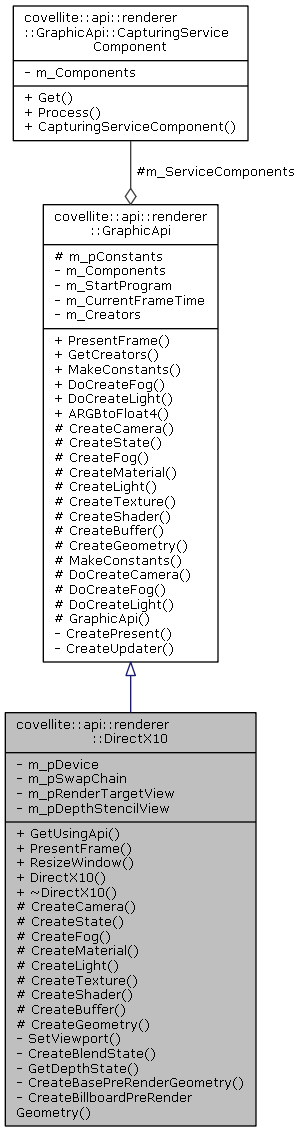 covellite::api::renderer
::GraphicApi::CapturingService
Component
- m_Components
+ Get()
+ Process()
+ CapturingServiceComponent()
#m_ServiceComponents
covellite::api::renderer
::GraphicApi
# m_pConstants
- m_Components
- m_StartProgram
- m_CurrentFrameTime
- m_Creators
+ PresentFrame()
+ GetCreators()
+ MakeConstants()
+ DoCreateFog()
+ DoCreateLight()
+ ARGBtoFloat4()
# CreateCamera()
# CreateState()
# CreateFog()
# CreateMaterial()
# CreateLight()
# CreateTexture()
# CreateShader()
# CreateBuffer()
# CreateGeometry()
# MakeConstants()
# DoCreateCamera()
# DoCreateFog()
# DoCreateLight()
# GraphicApi()
- CreatePresent()
- CreateUpdater()
covellite::api::renderer
::DirectX10
- m_pDevice
- m_pSwapChain
- m_pRenderTargetView
- m_pDepthStencilView
+ GetUsingApi()
+ PresentFrame()
+ ResizeWindow()
+ DirectX10()
+ ~DirectX10()
# CreateCamera()
# CreateState()
# CreateFog()
# CreateMaterial()
# CreateLight()
# CreateTexture()
# CreateShader()
# CreateBuffer()
# CreateGeometry()
- SetViewport()
- CreateBlendState()
- GetDepthState()
- CreateBasePreRenderGeometry()
- CreateBillboardPreRender
Geometry()